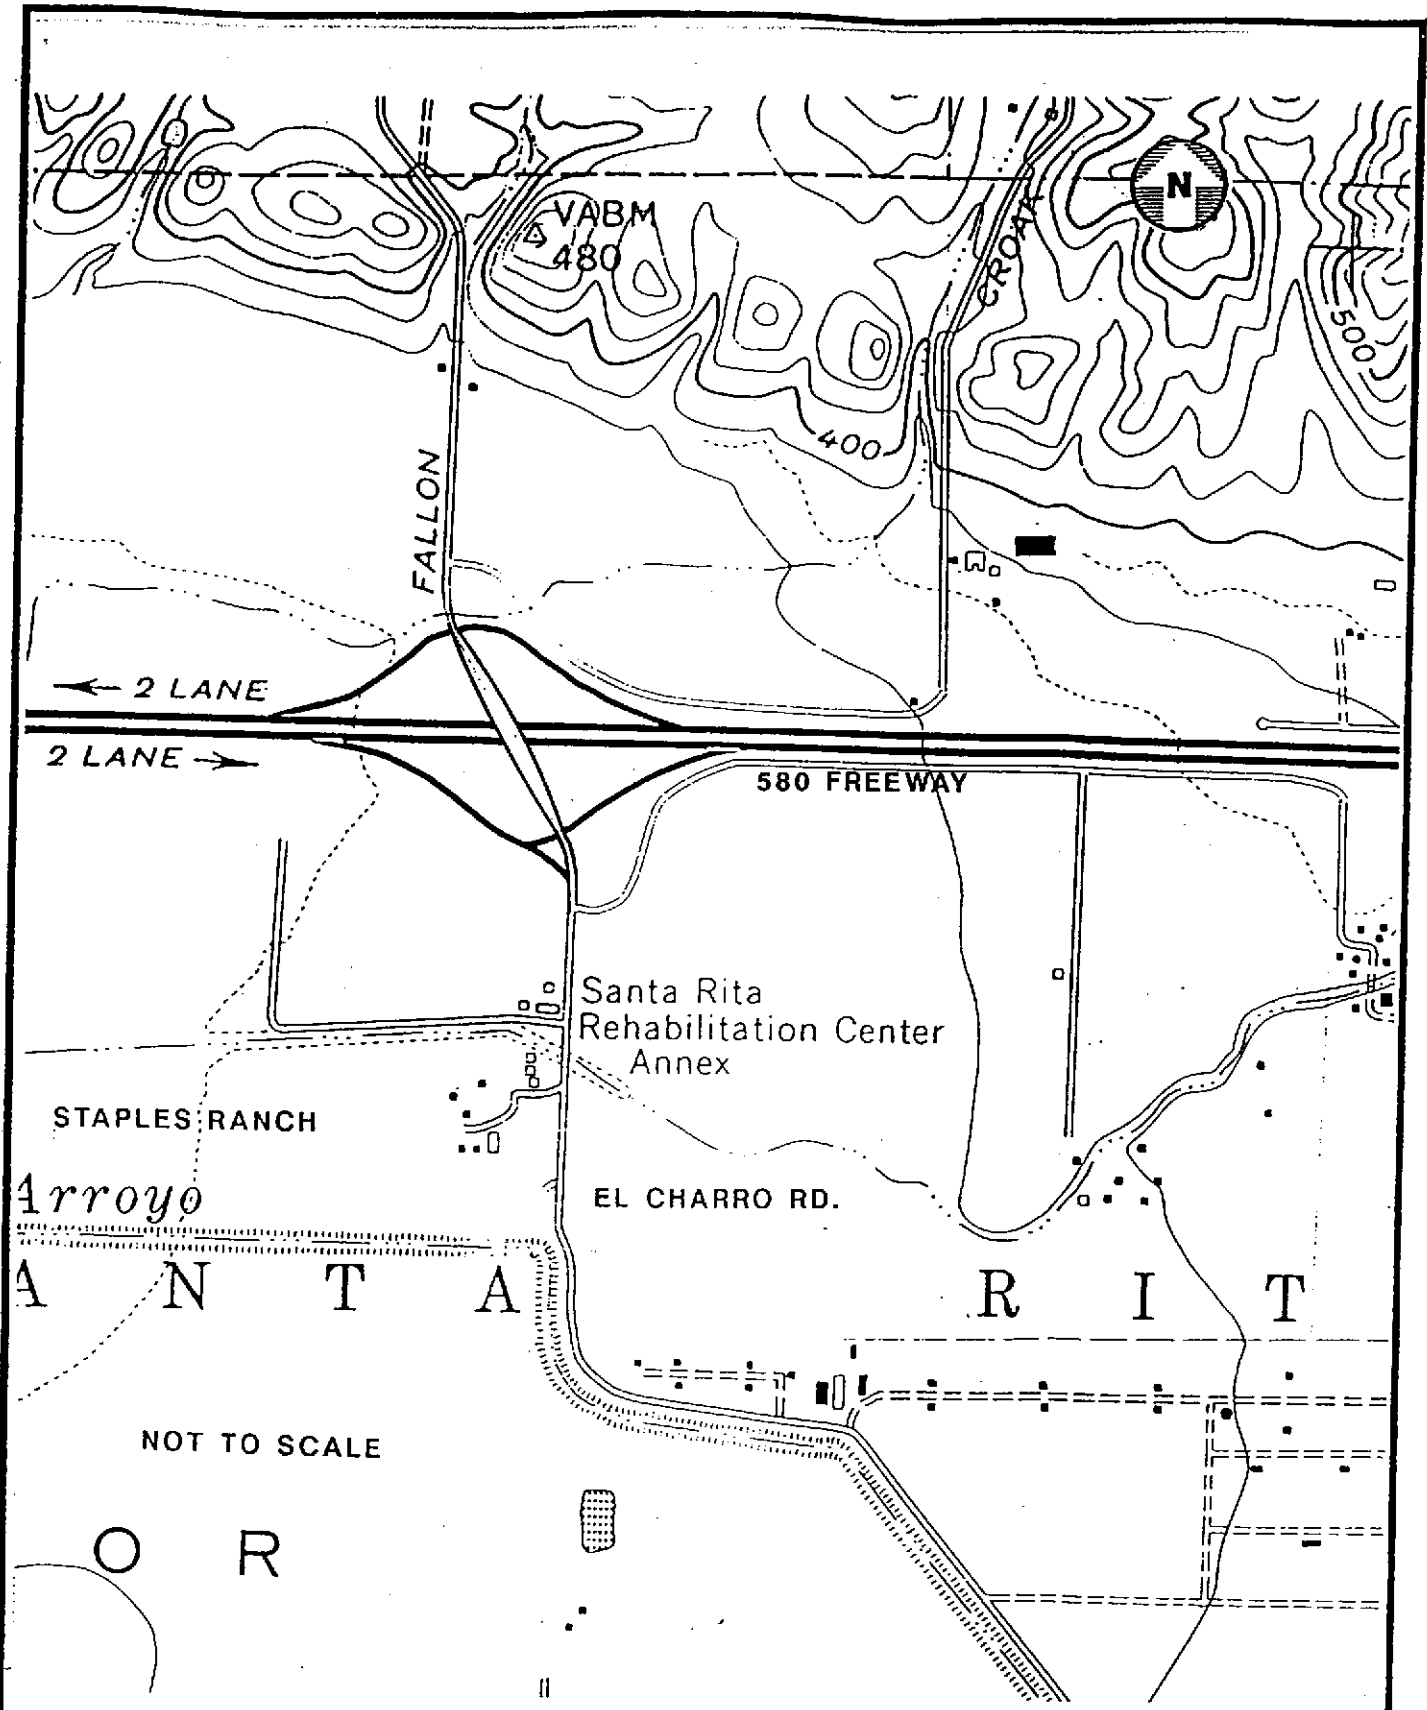 N
VABM
480
CROAK
500
400
FALLON
← 2 LANE
2 LANE →
580 FREEWAY
Santa Rita
Rehabilitation Center
Annex
STAPLES RANCH
Arroyo
EL CHARRO RD.
A N T A R I T
NOT TO SCALE
O R